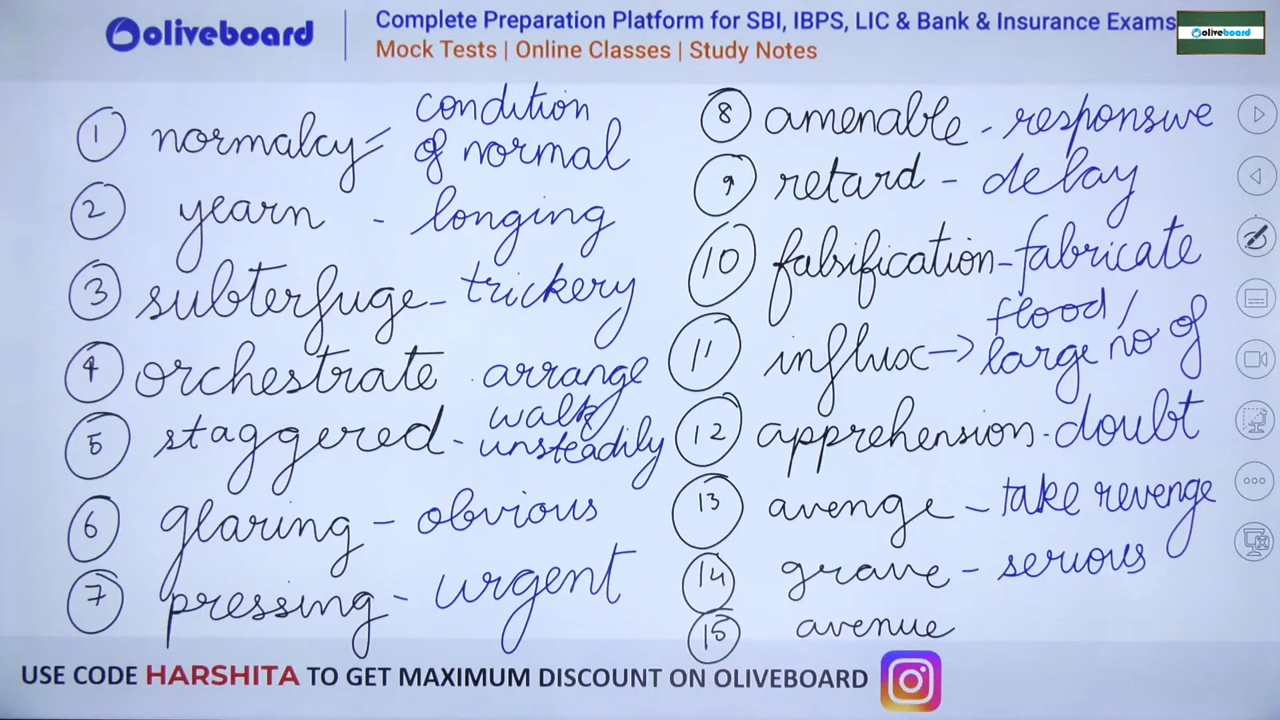 oliveboard
Complete Preparation Platform for SBI, IBPS, LIC & Bank & Insurance Exams
Mock Tests | Online Classes | Study Notes
oliveboard
1 normalcy = condition
of normal
2 yearn - longing
3 subterfuge - trickery
4 orchestrate - arrange
5 staggered - walk
unsteadily
6 glaring - obvious
7 pressing - urgent
8 amenable - responsive
9 retard - delay
10 falsification - fabricate
11 influx → flood /
large no of
12 apprehension - doubt
13 avenge - take revenge
14 grave - serious
15 avenue
USE CODE HARSHITA TO GET MAXIMUM DISCOUNT ON OLIVEBOARD